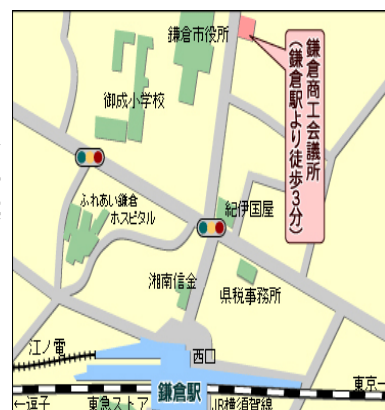 鎌倉市役所
御成小学校
鎌倉商工会議所
(鎌倉駅より徒歩3分)
ふれあい鎌倉
ホスピタル
紀伊国屋
湘南信金
県税事務所
江ノ電
西口
東京→
←逗子
東急ストア
鎌倉駅
JR横須賀線